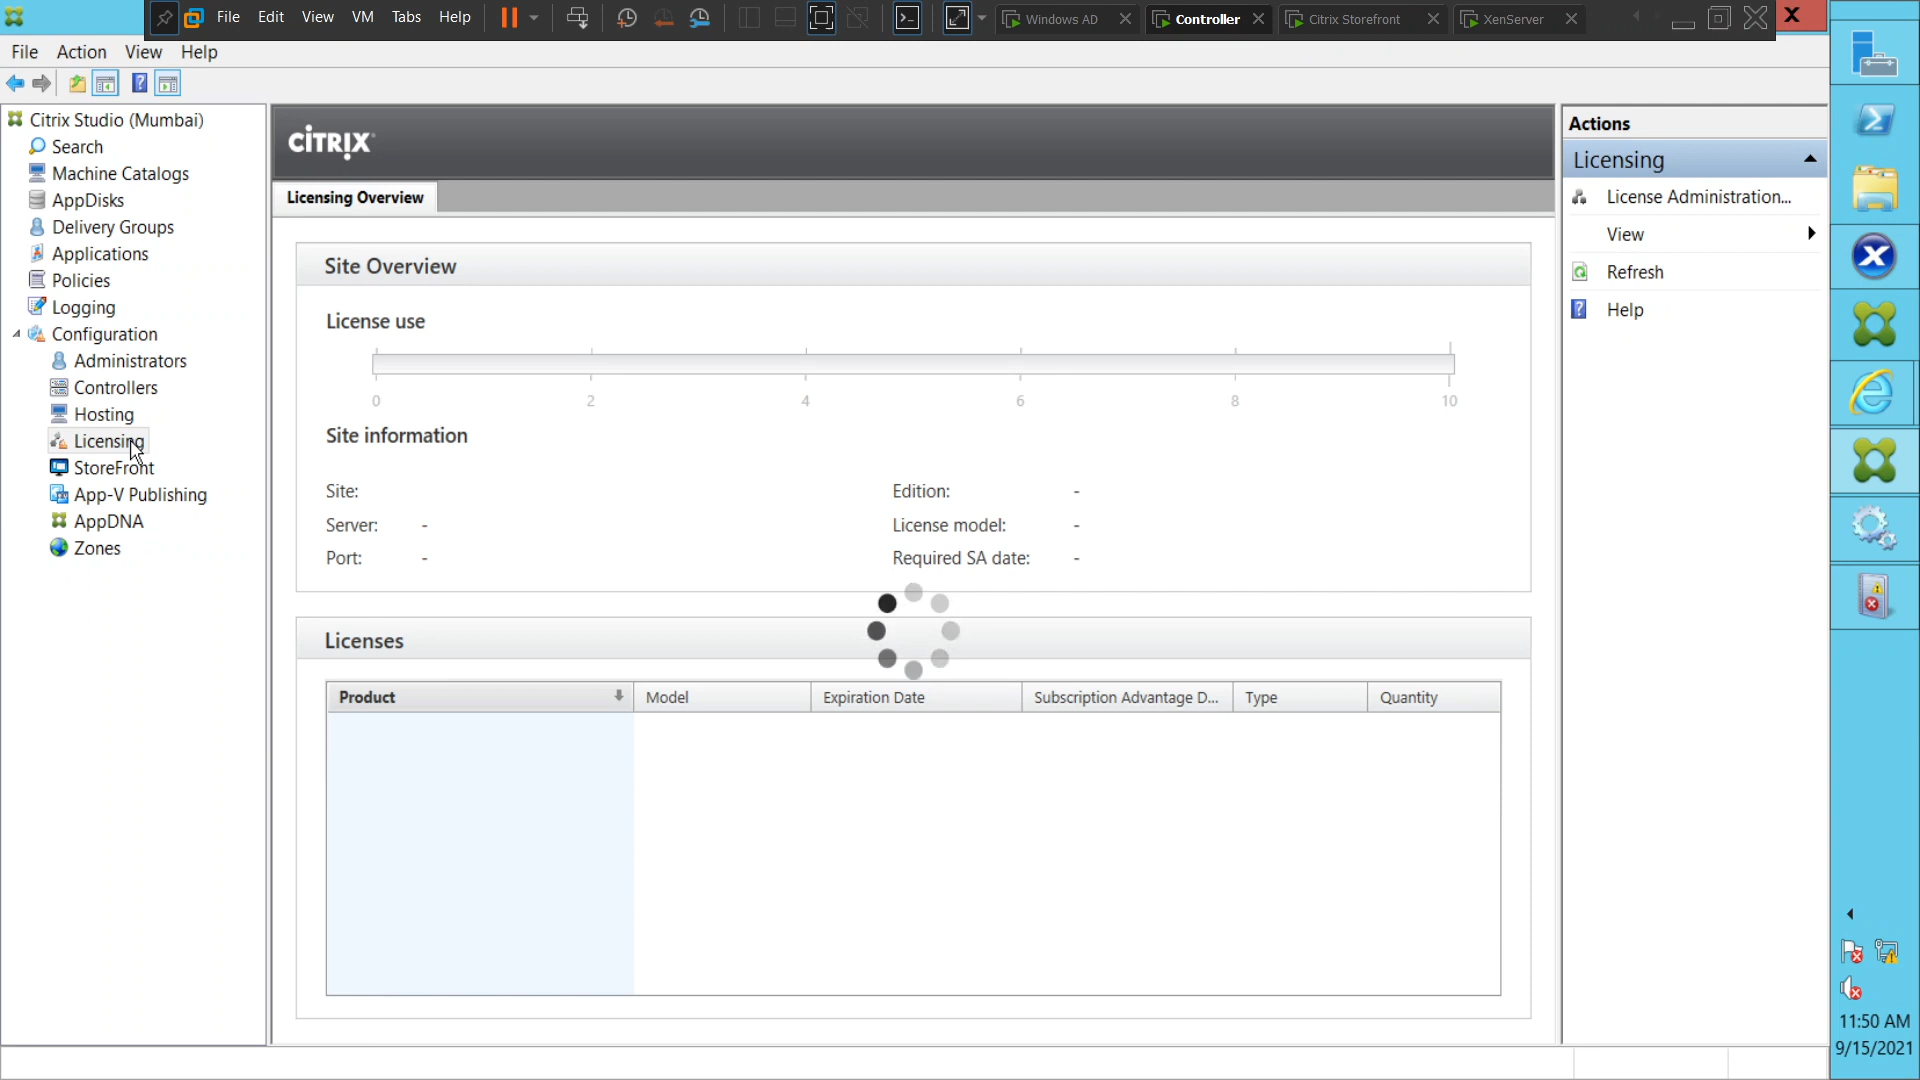 File Edit View VM Tabs Help Windows AD Controller Citrix Storefront XenServer
File Action View Help
Citrix Studio (Mumbai)
Search
Machine Catalogs
AppDisks
Delivery Groups
Applications
Policies
Logging
Configuration
Administrators
Controllers
Hosting
Licensing
StoreFront
App-V Publishing
AppDNA
Zones
CİTRIX
Licensing Overview
Site Overview
License use
0 2 4 6 8 10
Site information
Site: Edition: -
Server: - License model: -
Port: - Required SA date: -
Licenses
Product Model Expiration Date Subscription Advantage D... Type Quantity
Actions
Licensing
License Administration...
View
Refresh
Help
11:50 AM
9/15/2021